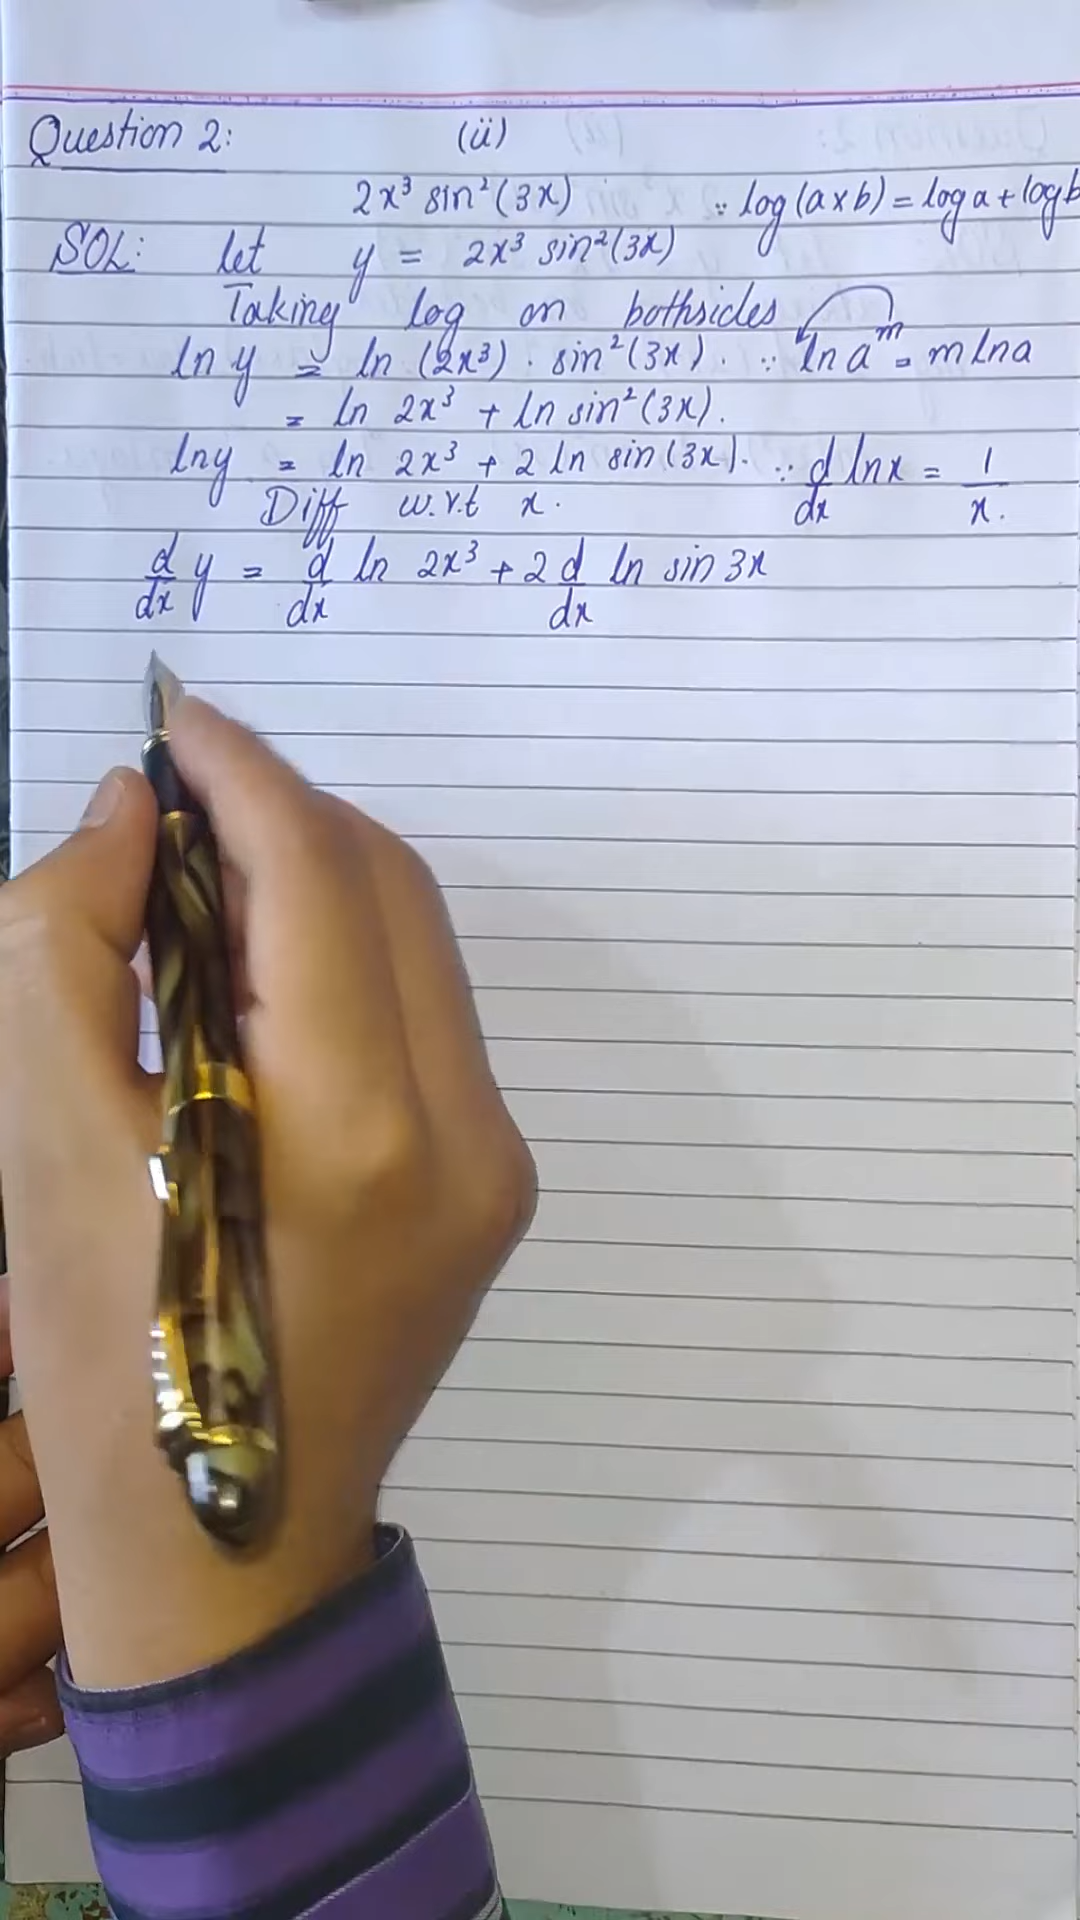 Question 2: (ii)
2x³ sin²(3x) ∵ log(a×b) = log a + log b
SOL: let y = 2x³ sin²(3x)
Taking log on bothsides
ln y = ln (2x³) · sin²(3x) · ∵ ln aᵐ = m ln a
= ln 2x³ + ln sin²(3x).
lny = ln 2x³ + 2 ln sin(3x). ∵ d/dx lnx = 1/x.
Diff w.r.t x.
d/dx y = d/dx ln 2x³ + 2 d/dx ln sin 3x